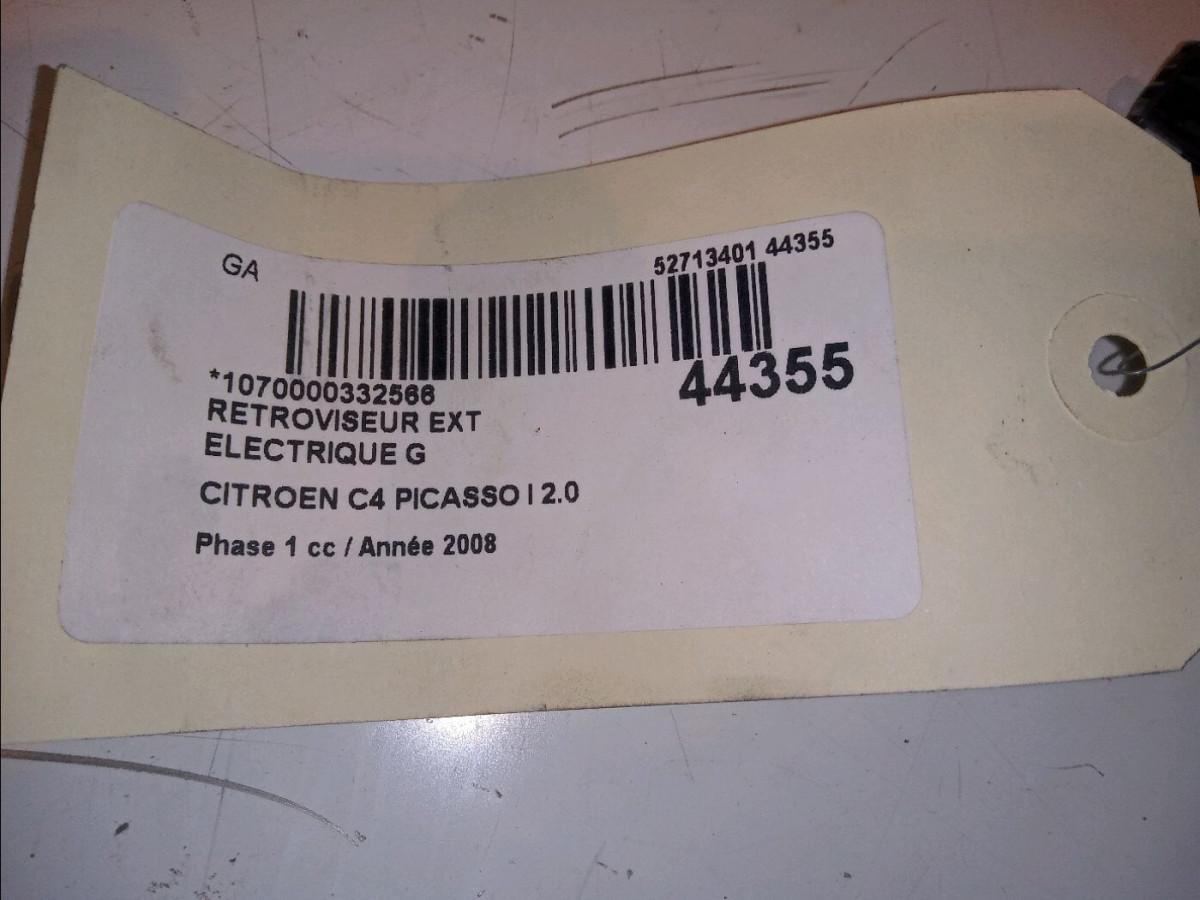 GA
52713401 44355
*1070000332566
44355
RETROVISEUR EXT
ELECTRIQUE G
CITROEN C4 PICASSO I 2.0
Phase 1 cc / Année 2008